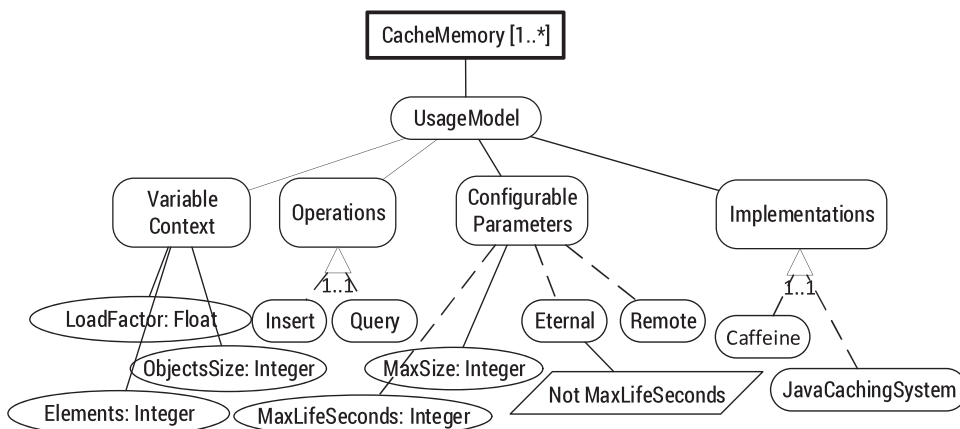 CacheMemory [1..*]
UsageModel
Variable
Context
Operations
Configurable
Parameters
Implementations
1..1
1..1
LoadFactor: Float
Insert
Query
Eternal
Remote
Caffeine
ObjectsSize: Integer
MaxSize: Integer
Not MaxLifeSeconds
JavaCachingSystem
Elements: Integer
MaxLifeSeconds: Integer